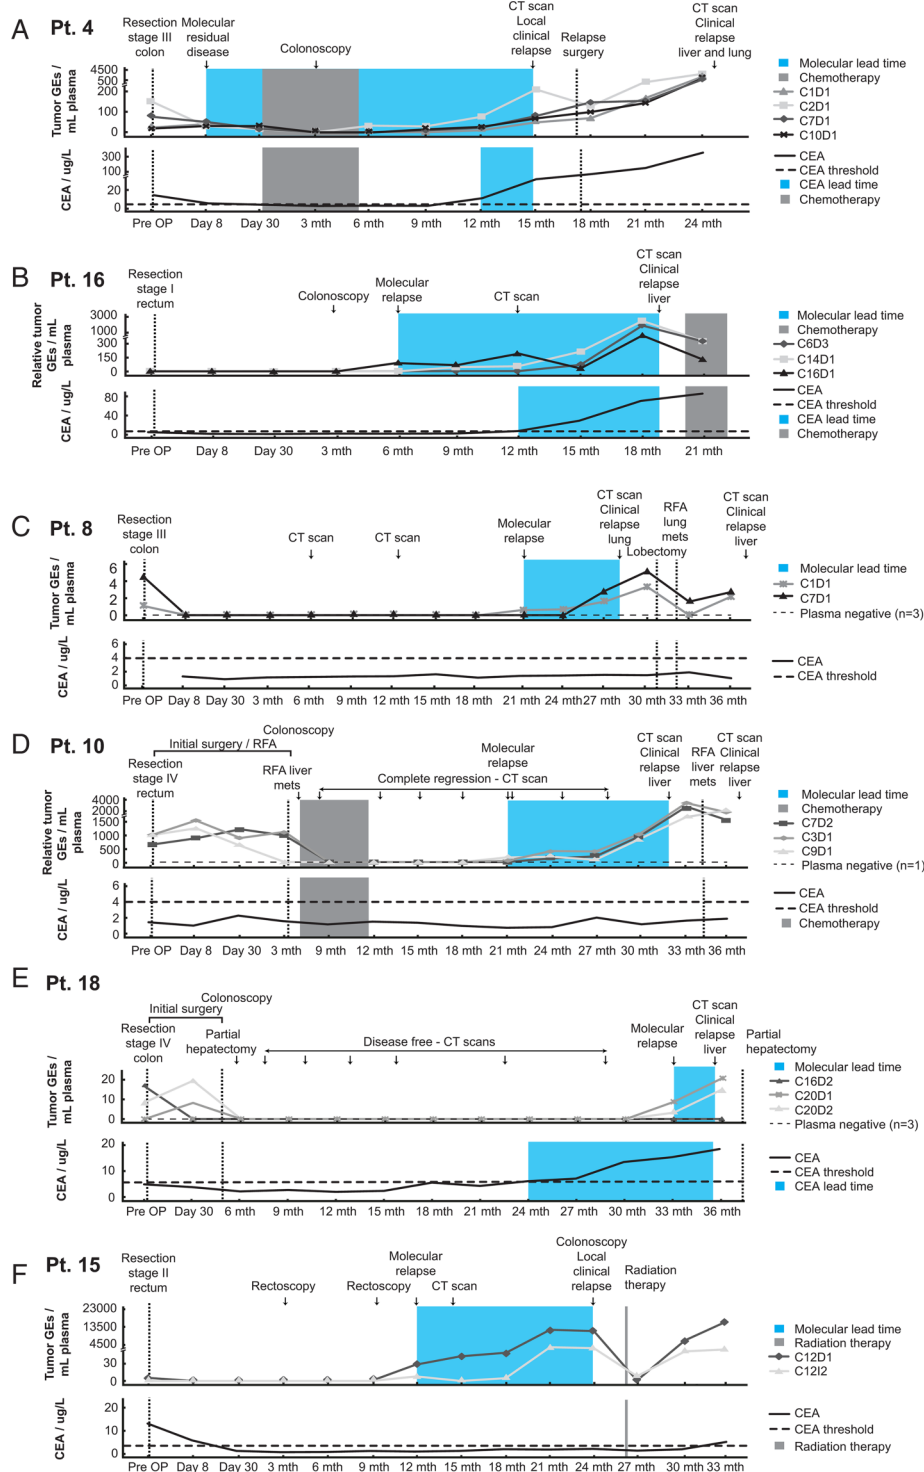 A Pt. 4
Resection
stage III
colon
Molecular
residual
disease
Colonoscopy
CT scan
Local
clinical
relapse
Relapse
surgery
CT scan
Clinical
relapse
liver and lung
Tumor GEs /
mL plasma
4500
500
200
100
0
Molecular lead time
Chemotherapy
C1D1
C2D1
C7D1
C10D1
CEA / ug/L
300
100
20
0
CEA
CEA threshold
CEA lead time
Chemotherapy
Pre OP Day 8 Day 30 3 mth 6 mth 9 mth 12 mth 15 mth 18 mth 21 mth 24 mth
B Pt. 16
Resection
stage I
rectum
Colonoscopy
Molecular
relapse
CT scan
CT scan
Clinical
relapse
liver
Relative tumor
GEs / mL
plasma
3000
1000
300
150
0
Molecular lead time
Chemotherapy
C6D3
C14D1
C16D1
CEA / ug/L
80
60
40
20
0
CEA
CEA threshold
CEA lead time
Chemotherapy
Pre OP Day 8 Day 30 3 mth 6 mth 9 mth 12 mth 15 mth 18 mth 21 mth
C Pt. 8
Resection
stage III
colon
CT scan
CT scan
Molecular
relapse
CT scan
Clinical
relapse
lung
Lobectomy
RFA
lung
mets
CT scan
Clinical
relapse
liver
Tumor GEs /
mL plasma
6
4
2
0
Molecular lead time
C1D1
C7D1
Plasma negative (n=3)
CEA / ug/L
6
4
2
0
CEA
CEA threshold
Pre OP Day 8 Day 30 3 mth 6 mth 9 mth 12 mth 15 mth 18 mth 21 mth 24 mth 27 mth 30 mth 33 mth 36 mth
D Pt. 10
Initial surgery / RFA
Resection
stage IV
rectum
Colonoscopy
RFA liver
mets
Molecular
relapse
Complete regression - CT scan
CT scan
Clinical
relapse
liver
RFA
liver
mets
CT scan
Clinical
relapse
liver
Relative tumor
GEs / mL
plasma
4000
2000
1000
500
0
Molecular lead time
Chemotherapy
C7D2
C3D1
C9D1
Plasma negative (n=1)
CEA / ug/L
6
4
2
0
CEA
CEA threshold
Chemotherapy
Pre OP Day 8 Day 30 3 mth 9 mth 12 mth 15 mth 18 mth 21 mth 24 mth 27 mth 30 mth 33 mth 36 mth
E Pt. 18
Colonoscopy
Initial surgery
Resection
stage IV
colon
Partial
hepatectomy
Disease free - CT scans
Molecular
relapse
CT scan
Clinical
relapse
liver
Partial
hepatectomy
Tumor GEs /
mL plasma
20
10
0
Molecular lead time
C16D2
C20D1
C20D2
Plasma negative (n=3)
CEA / ug/L
20
10
0
CEA
CEA threshold
CEA lead time
Pre OP Day 30 6 mth 9 mth 12 mth 15 mth 18 mth 21 mth 24 mth 27 mth 30 mth 33 mth 36 mth
F Pt. 15
Resection
stage II
rectum
Rectoscopy
Rectoscopy
Molecular
relapse
CT scan
Colonoscopy
Local
clinical
relapse
Radiation
therapy
Tumor GEs /
mL plasma
23000
13500
4500
30
0
Molecular lead time
Radiation therapy
C12D1
C12I2
CEA / ug/L
20
15
10
5
0
CEA
CEA threshold
Radiation therapy
Pre OP Day 8 Day 30 3 mth 6 mth 9 mth 12 mth 15 mth 18 mth 21 mth 24 mth 27 mth 30 mth 33 mth